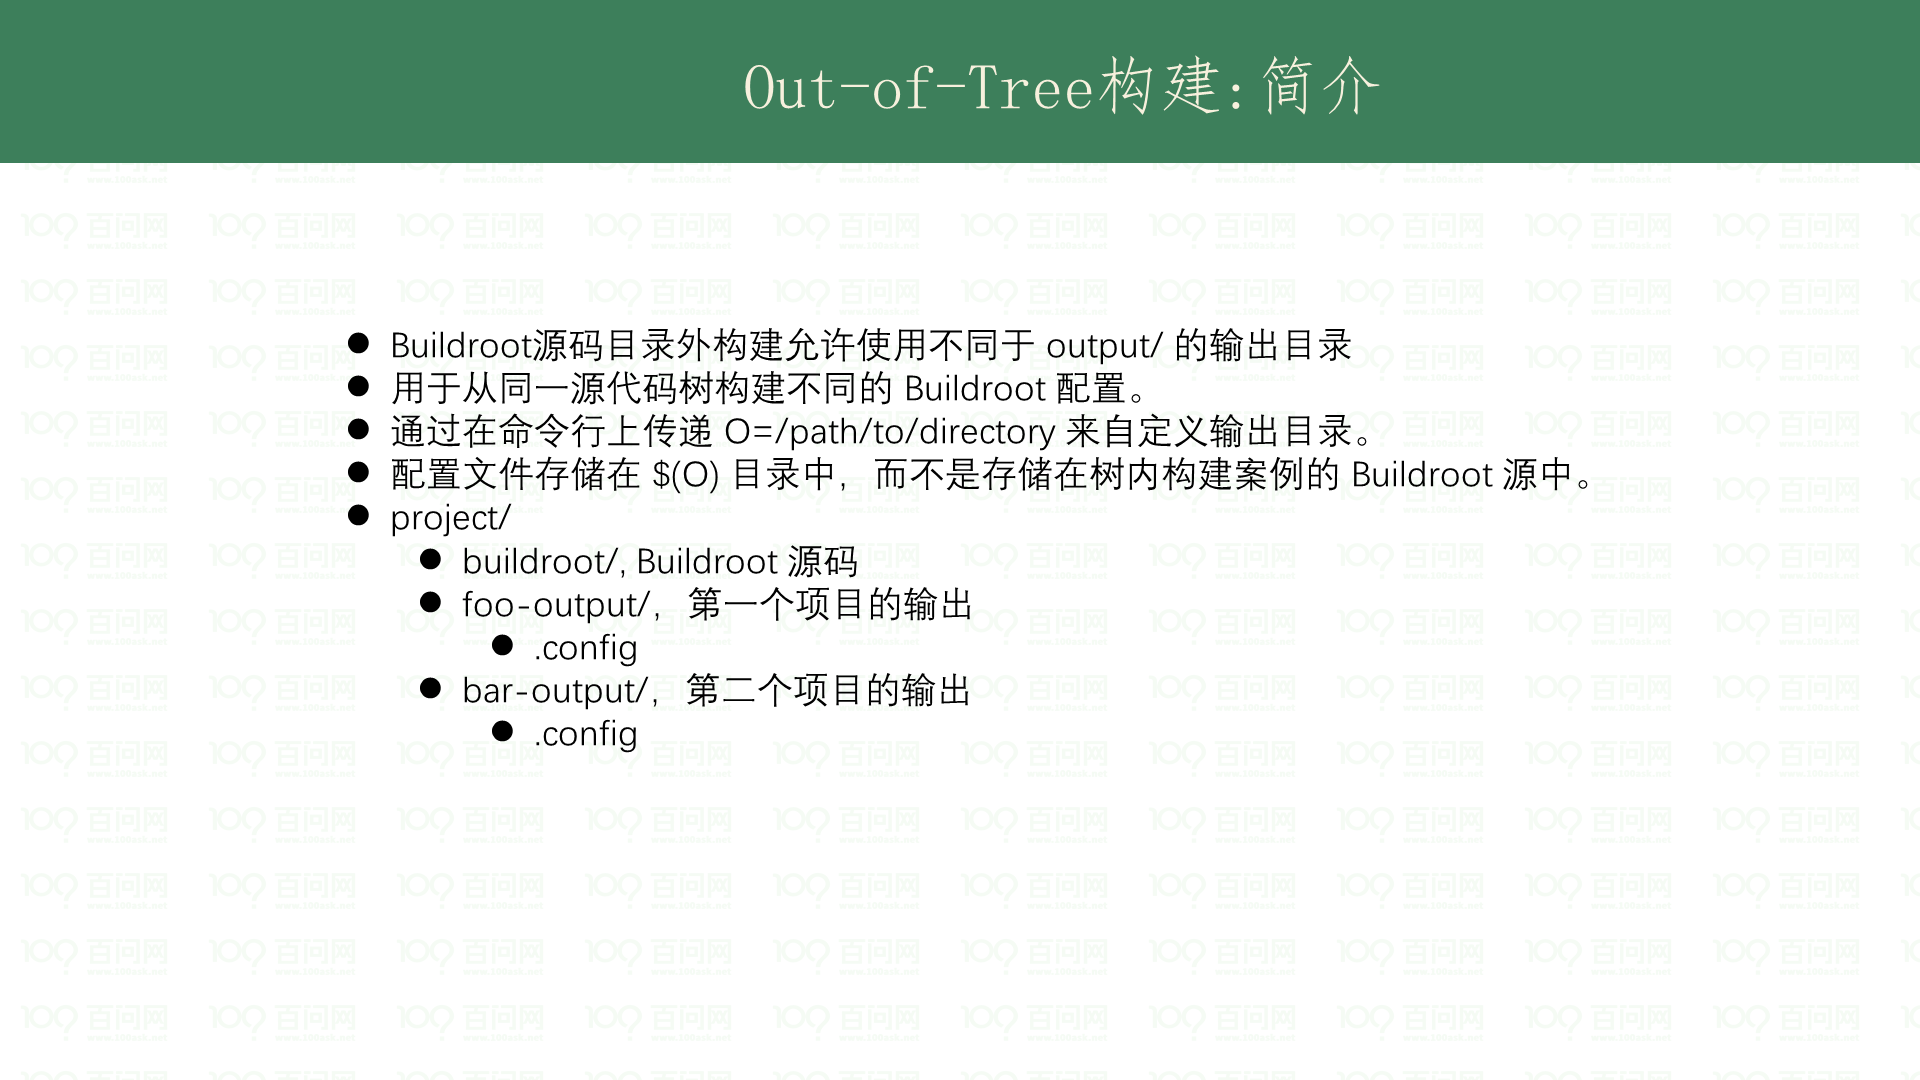 Out-of-Tree构建:简介
Buildroot源码目录外构建允许使用不同于 output/ 的输出目录
用于从同一源代码树构建不同的 Buildroot 配置。
通过在命令行上传递 O=/path/to/directory 来自定义输出目录。
配置文件存储在 $(O) 目录中，而不是存储在树内构建案例的 Buildroot 源中。
project/
buildroot/, Buildroot 源码
foo-output/，第一个项目的输出
.config
bar-output/，第二个项目的输出
.config